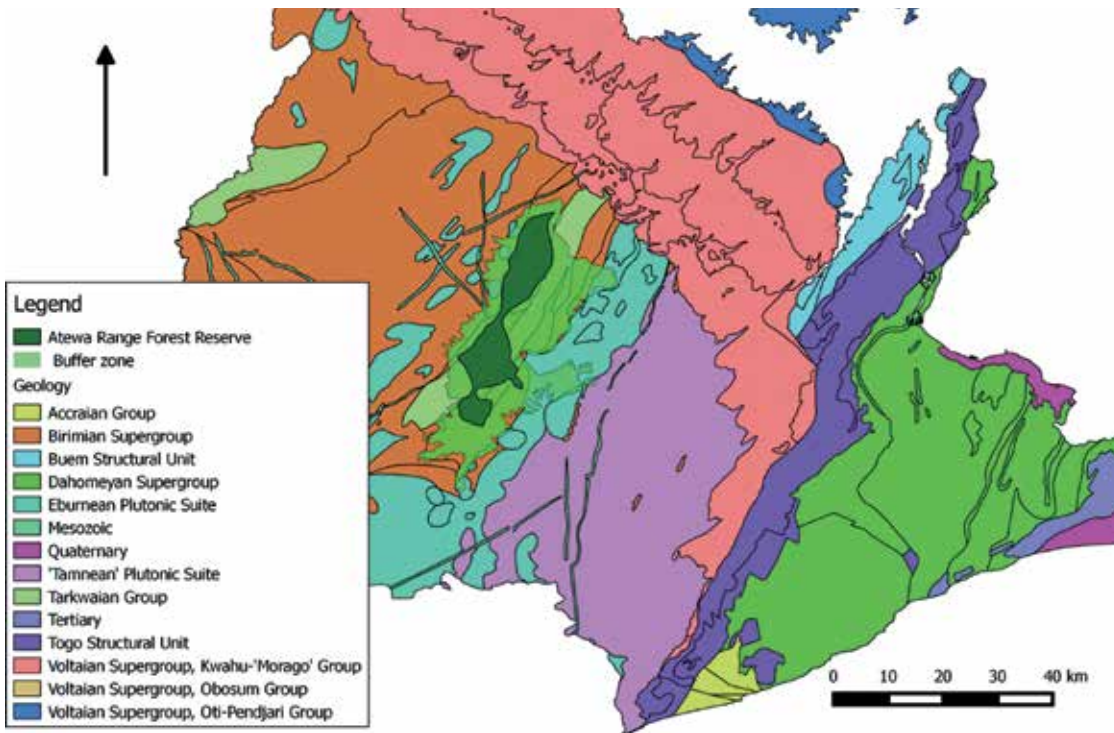 Legend
Atewa Range Forest Reserve
Buffer zone
Geology
Accraian Group
Birimian Supergroup
Buem Structural Unit
Dahomeyan Supergroup
Eburnean Plutonic Suite
Mesozoic
Quaternary
'Tamnean' Plutonic Suite
Tarkwaian Group
Tertiary
Togo Structural Unit
Voltaian Supergroup, Kwahu-'Morago' Group
Voltaian Supergroup, Obosum Group
Voltaian Supergroup, Oti-Pendjari Group
0 10 20 30 40 km